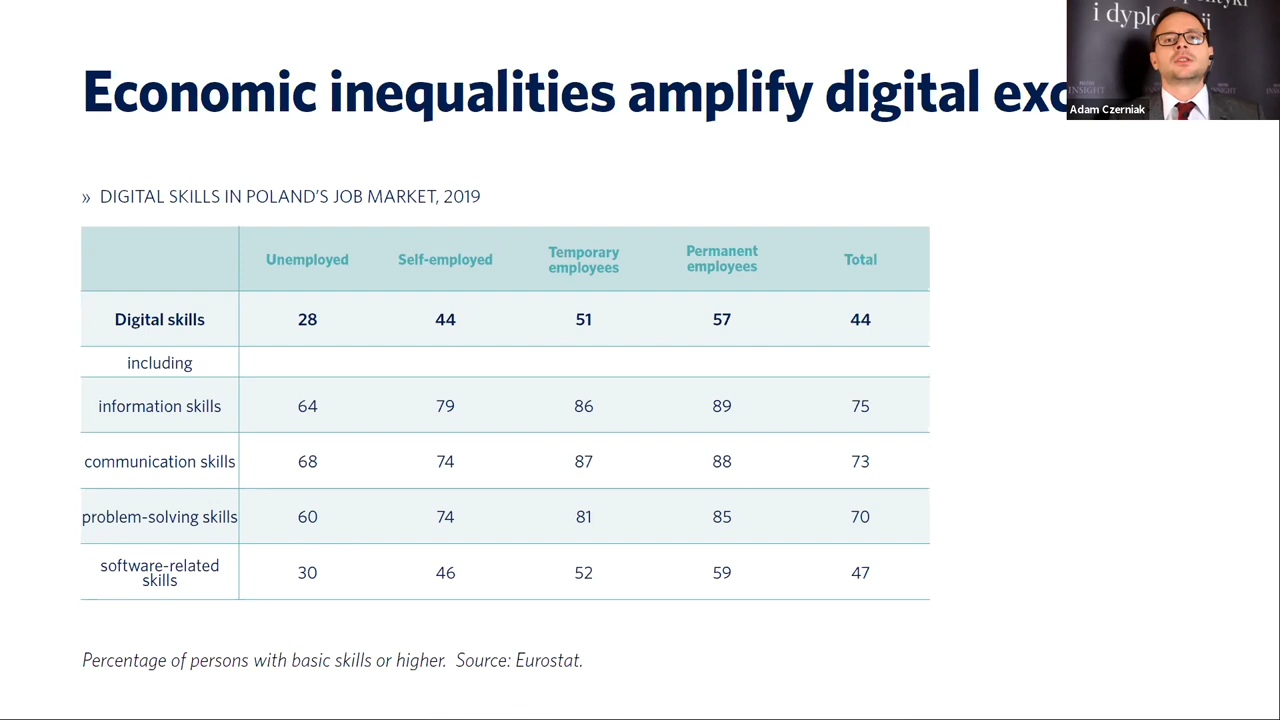 Economic inequalities amplify digital
i
Adam Czerniak
» DIGITAL SKILLS IN POLAND'S JOB MARKET, 2019
Unemployed Self-employed Temporary employees Permanent employees Total
Digital skills 28 44 51 57 44
including
information skills 64 79 86 89 75
communication skills 68 74 87 88 73
problem-solving skills 60 74 81 85 70
software-related skills 30 46 52 59 47
Percentage of persons with basic skills or higher. Source: Eurostat.